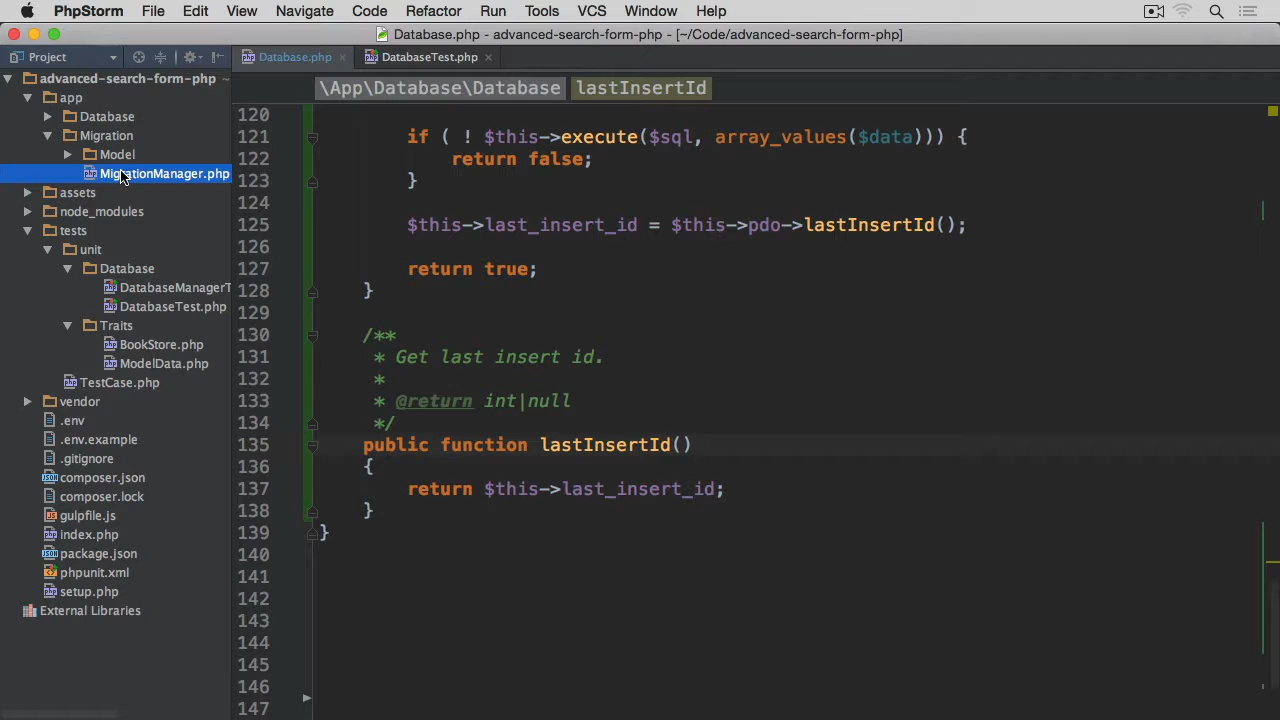 PhpStorm File Edit View Navigate Code Refactor Run Tools VCS Window Help
Database.php - advanced-search-form-php - [~/Code/advanced-search-form-php]
Project Database.php DatabaseTest.php
\App\Database\Database lastInsertId
advanced-search-form-php ~
app
Database
Migration
Model
MigrationManager.php
assets
node_modules
tests
unit
Database
DatabaseManagerT
DatabaseTest.php
Traits
BookStore.php
ModelData.php
TestCase.php
vendor
.env
.env.example
.gitignore
composer.json
composer.lock
gulpfile.js
index.php
package.json
phpunit.xml
setup.php
External Libraries
120
121 if ( ! $this->execute($sql, array_values($data))) {
122 return false;
123 }
124
125 $this->last_insert_id = $this->pdo->lastInsertId();
126
127 return true;
128 }
129
130 /**
131 * Get last insert id.
132 *
133 * @return int|null
134 */
135 public function lastInsertId()
136 {
137 return $this->last_insert_id;
138 }
139 }
140
141
142
143
144
145
146
147